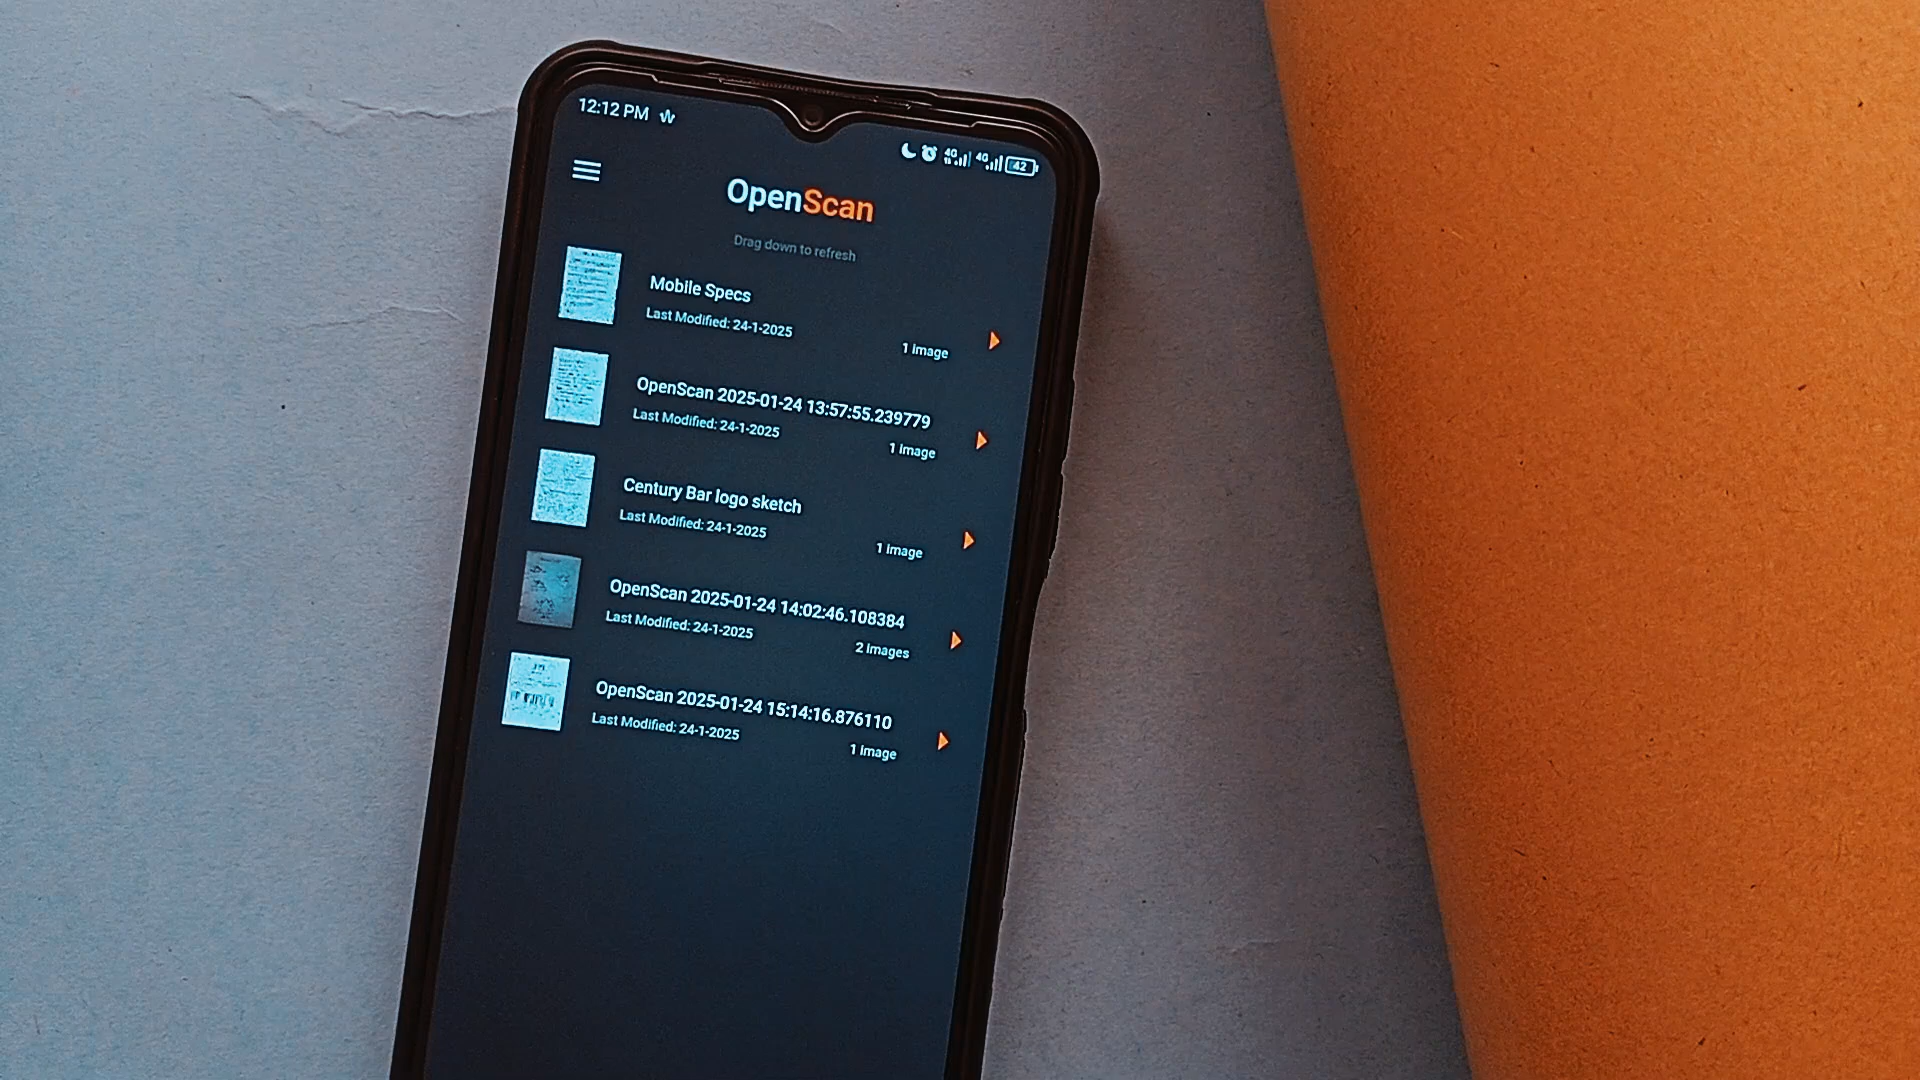 12:12 PM
4G 4G 42
OpenScan
Drag down to refresh
Mobile Specs
Last Modified: 24-1-2025
1 image
OpenScan 2025-01-24 13:57:55.239779
Last Modified: 24-1-2025
1 image
Century Bar logo sketch
Last Modified: 24-1-2025
1 image
OpenScan 2025-01-24 14:02:46.108384
Last Modified: 24-1-2025
2 images
OpenScan 2025-01-24 15:14:16.876110
Last Modified: 24-1-2025
1 image